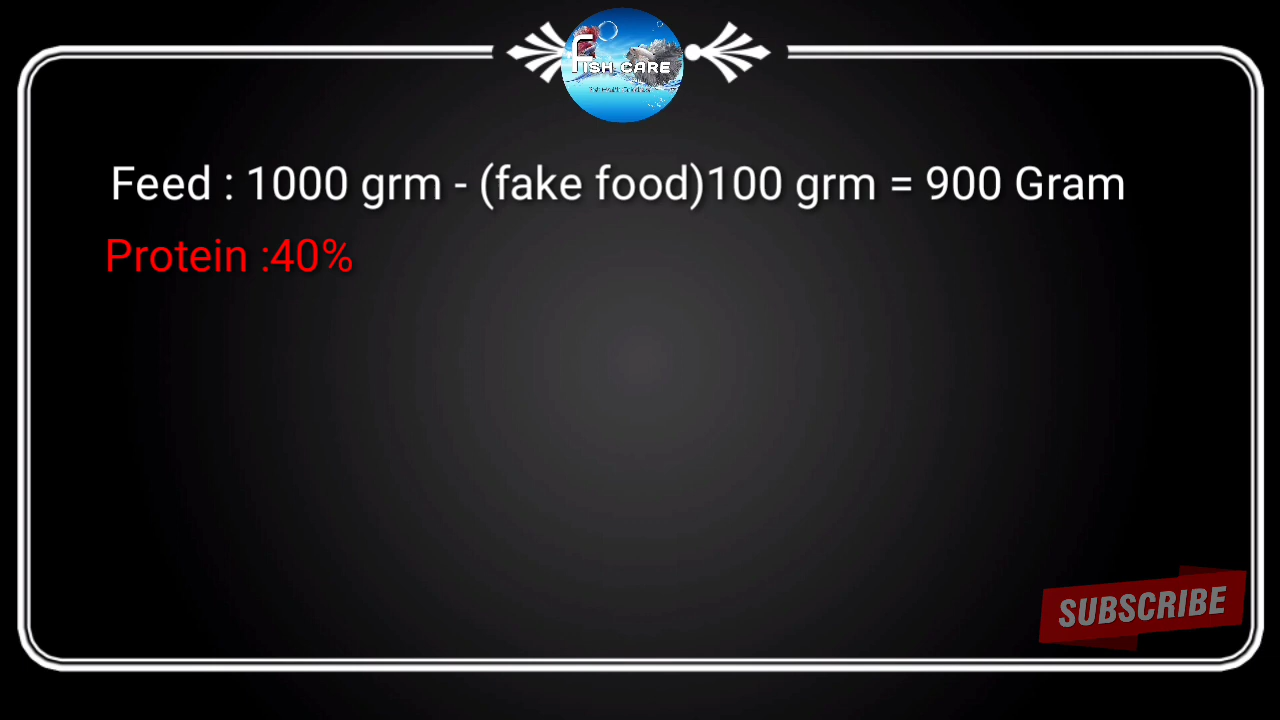 FISH CARE
Feed : 1000 grm - (fake food)100 grm = 900 Gram
Protein :40%
SUBSCRIBE